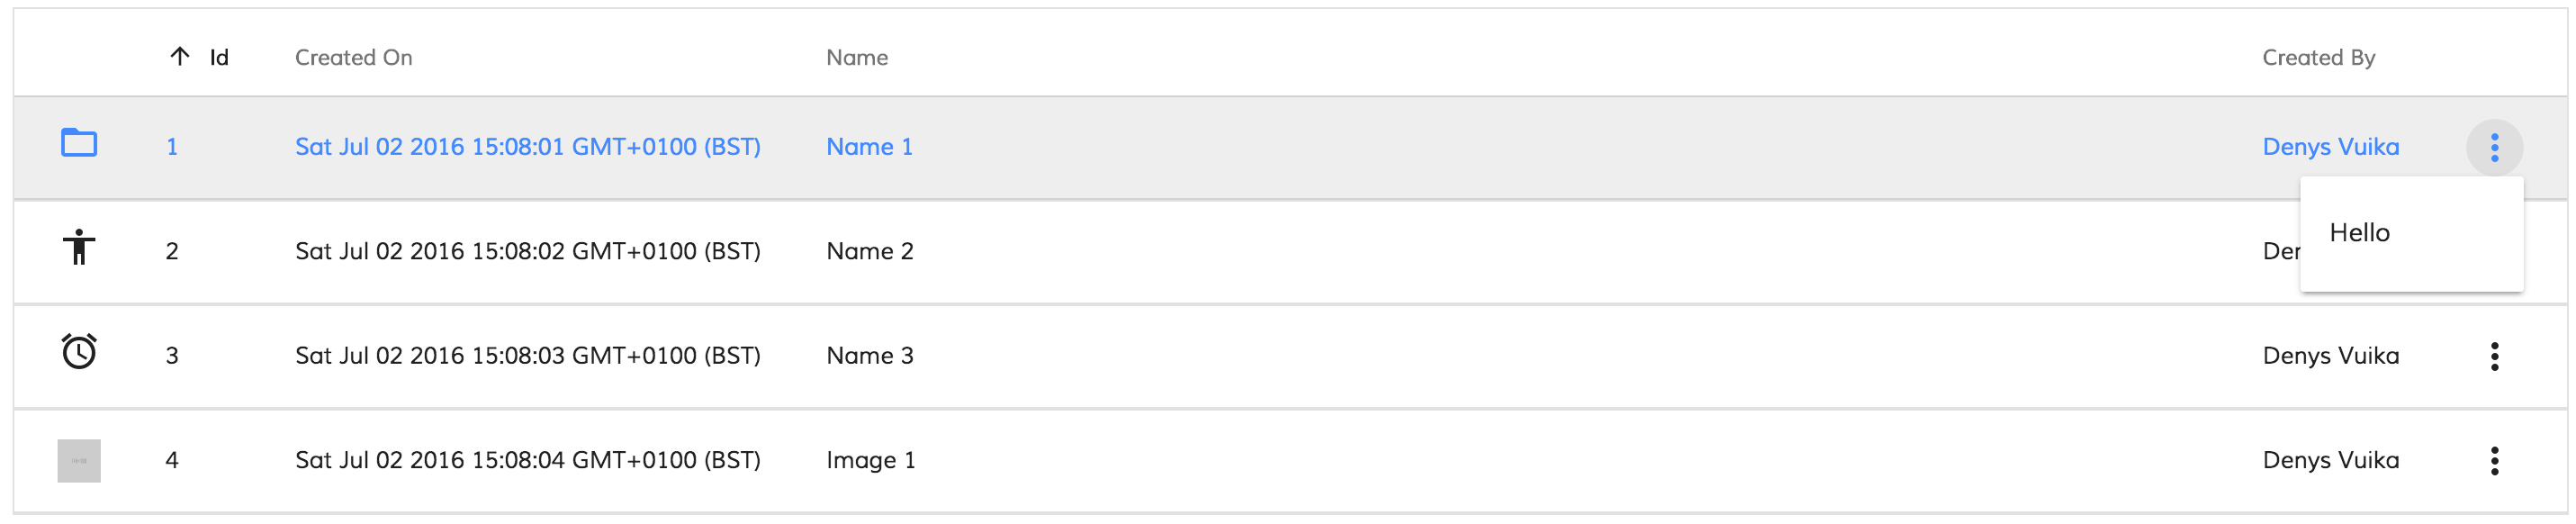 Id Created On Name Created By
1 Sat Jul 02 2016 15:08:01 GMT+0100 (BST) Name 1 Denys Vuika
Hello
2 Sat Jul 02 2016 15:08:02 GMT+0100 (BST) Name 2
3 Sat Jul 02 2016 15:08:03 GMT+0100 (BST) Name 3 Denys Vuika
4 Sat Jul 02 2016 15:08:04 GMT+0100 (BST) Image 1 Denys Vuika